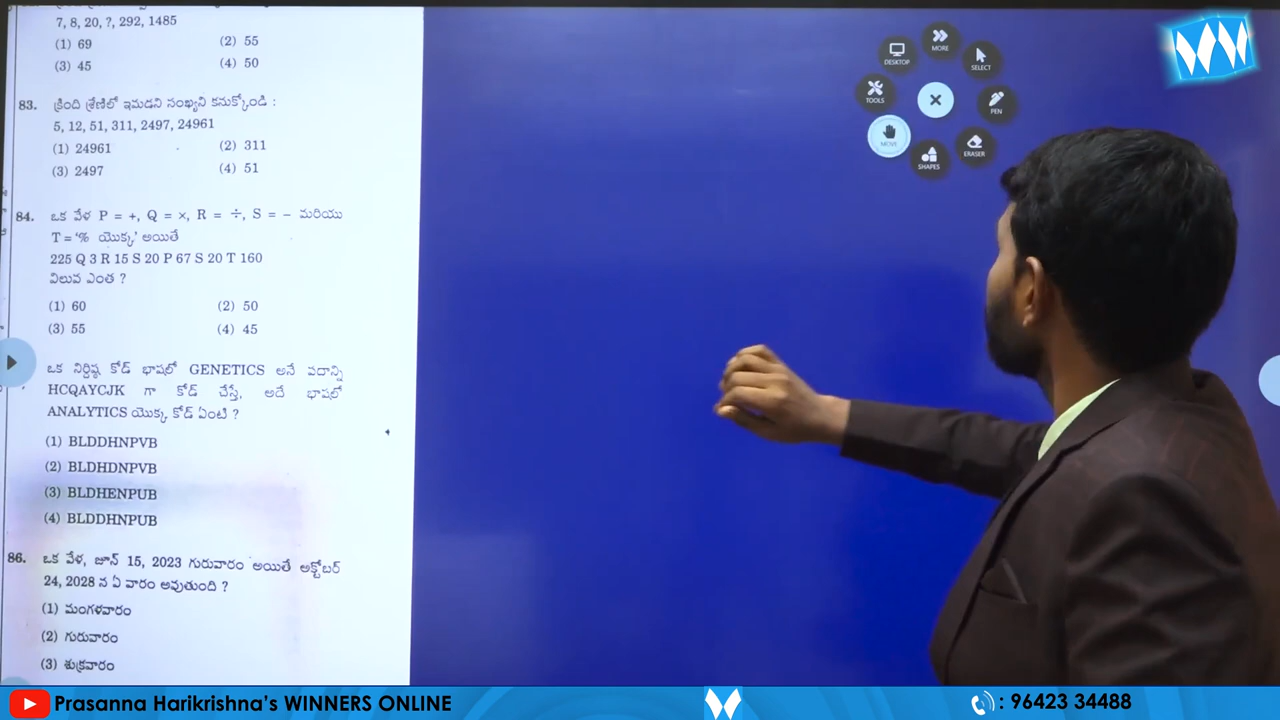 7, 8, 20, ?, 292, 1485
(1) 69 (2) 55
(3) 45 (4) 50
83. క్రింది శ్రేణిలో ఇమడని సంఖ్యని కనుక్కోండి :
5, 12, 51, 311, 2497, 24961
(1) 24961 (2) 311
(3) 2497 (4) 51
84. ఒక వేళ P = +, Q = ×, R = ÷, S = – మరియు
T = '% యొక్క' అయితే
225 Q 3 R 15 S 20 P 67 S 20 T 160
విలువ ఎంత ?
(1) 60 (2) 50
(3) 55 (4) 45
ఒక నిర్దిష్ట కోడ్ భాషలో GENETICS అనే పదాన్ని
HCQAYCJK గా కోడ్ చేస్తే, అదే భాషలో
ANALYTICS యొక్క కోడ్ ఏంటి ?
(1) BLDDHNPVB
(2) BLDHDNPVB
(3) BLDHENPUB
(4) BLDDHNPUB
86. ఒక వేళ, జూన్ 15, 2023 గురువారం అయితే అక్టోబర్
24, 2028 న ఏ వారం అవుతుంది ?
(1) మంగళవారం
(2) గురువారం
(3) శుక్రవారం
MORE
DESKTOP
SELECT
TOOLS
PEN
MOVE
ERASER
SHAPES
Prasanna Harikrishna's WINNERS ONLINE
: 96423 34488